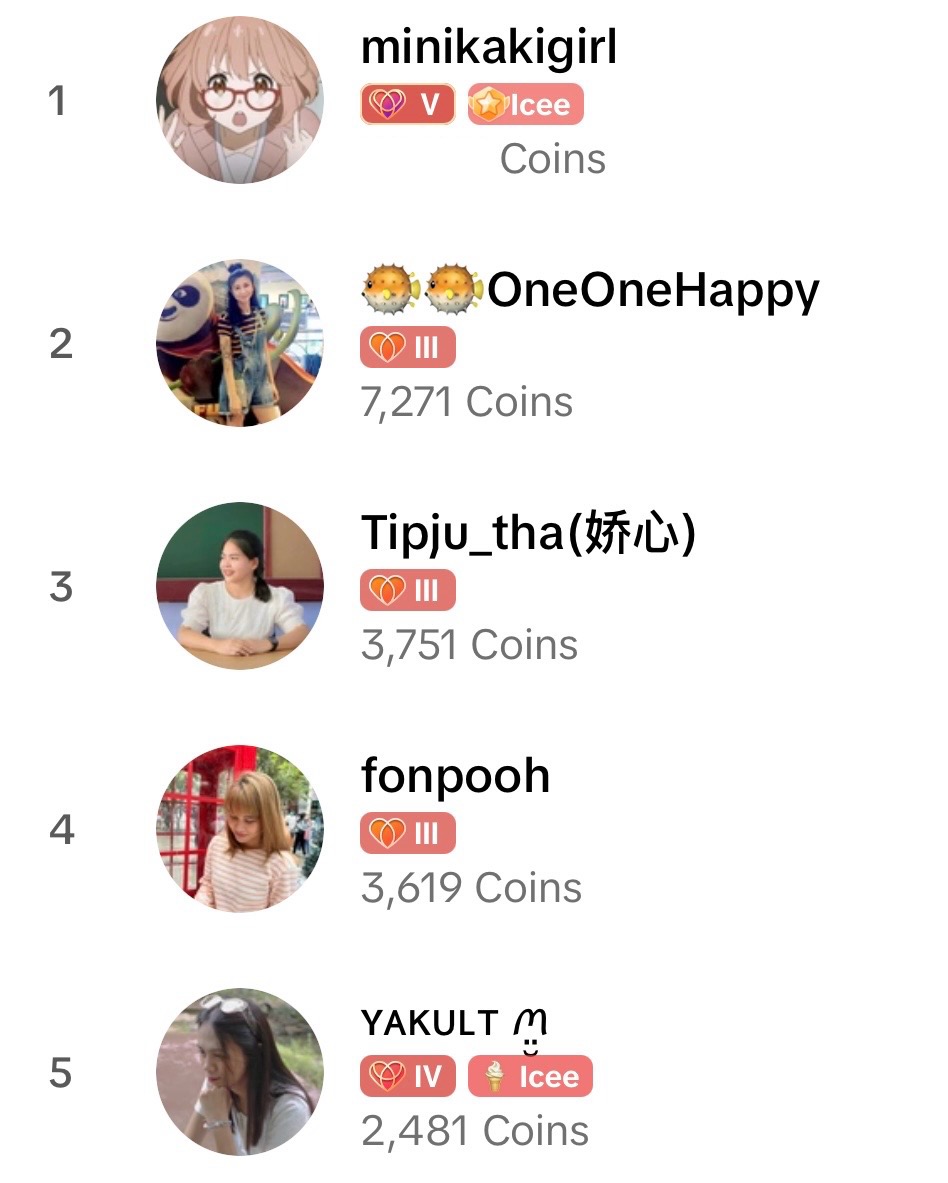 1
minikakigirl
V Icee
Coins
2
🐡🐡OneOneHappy
III
7,271 Coins
3
Tipju_tha(娇心)
III
3,751 Coins
4
fonpooh
III
3,619 Coins
5
ʏᴀᴋᴜʟᴛ ᰔᩚ
IV Icee
2,481 Coins